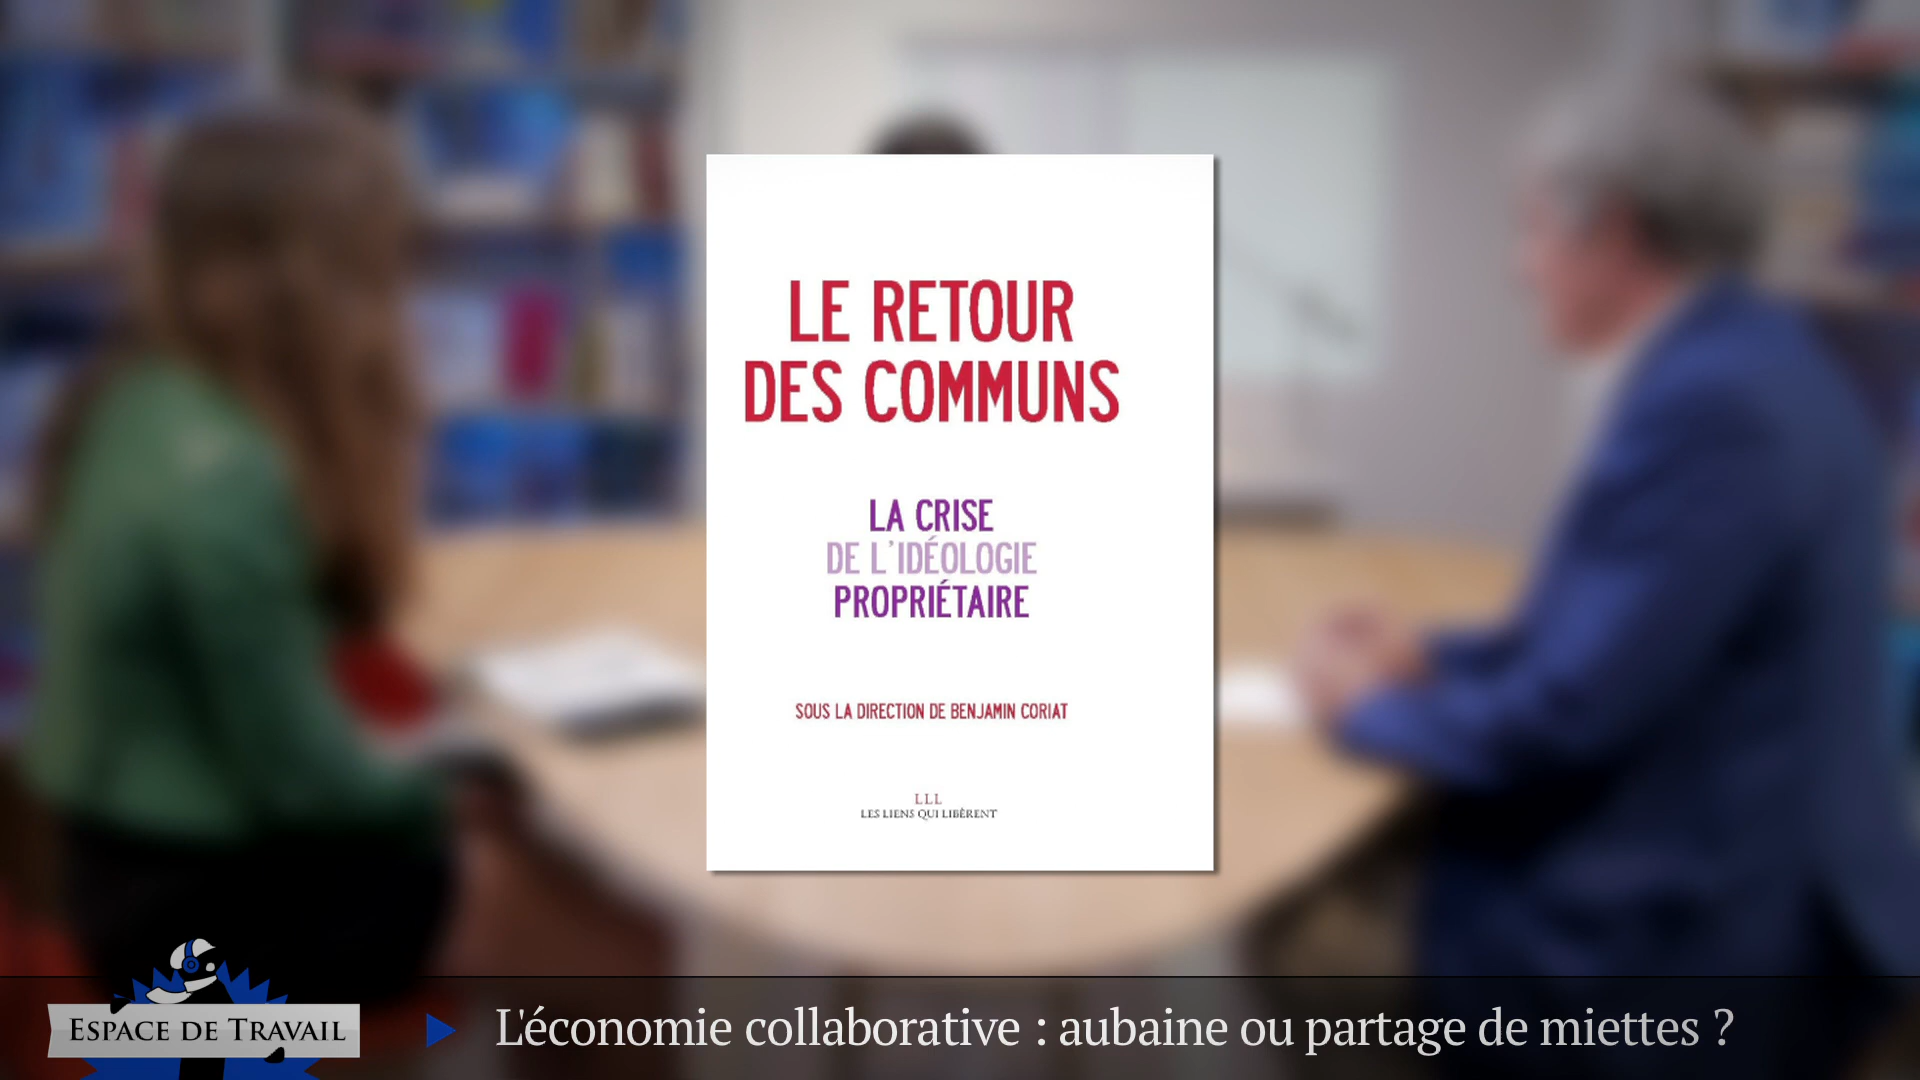 LE RETOUR
DES COMMUNS
LA CRISE
DE L'IDÉOLOGIE
PROPRIÉTAIRE
SOUS LA DIRECTION DE BENJAMIN CORIAT
LLL
LES LIENS QUI LIBÈRENT
ESPACE DE TRAVAIL
L'économie collaborative : aubaine ou partage de miettes ?